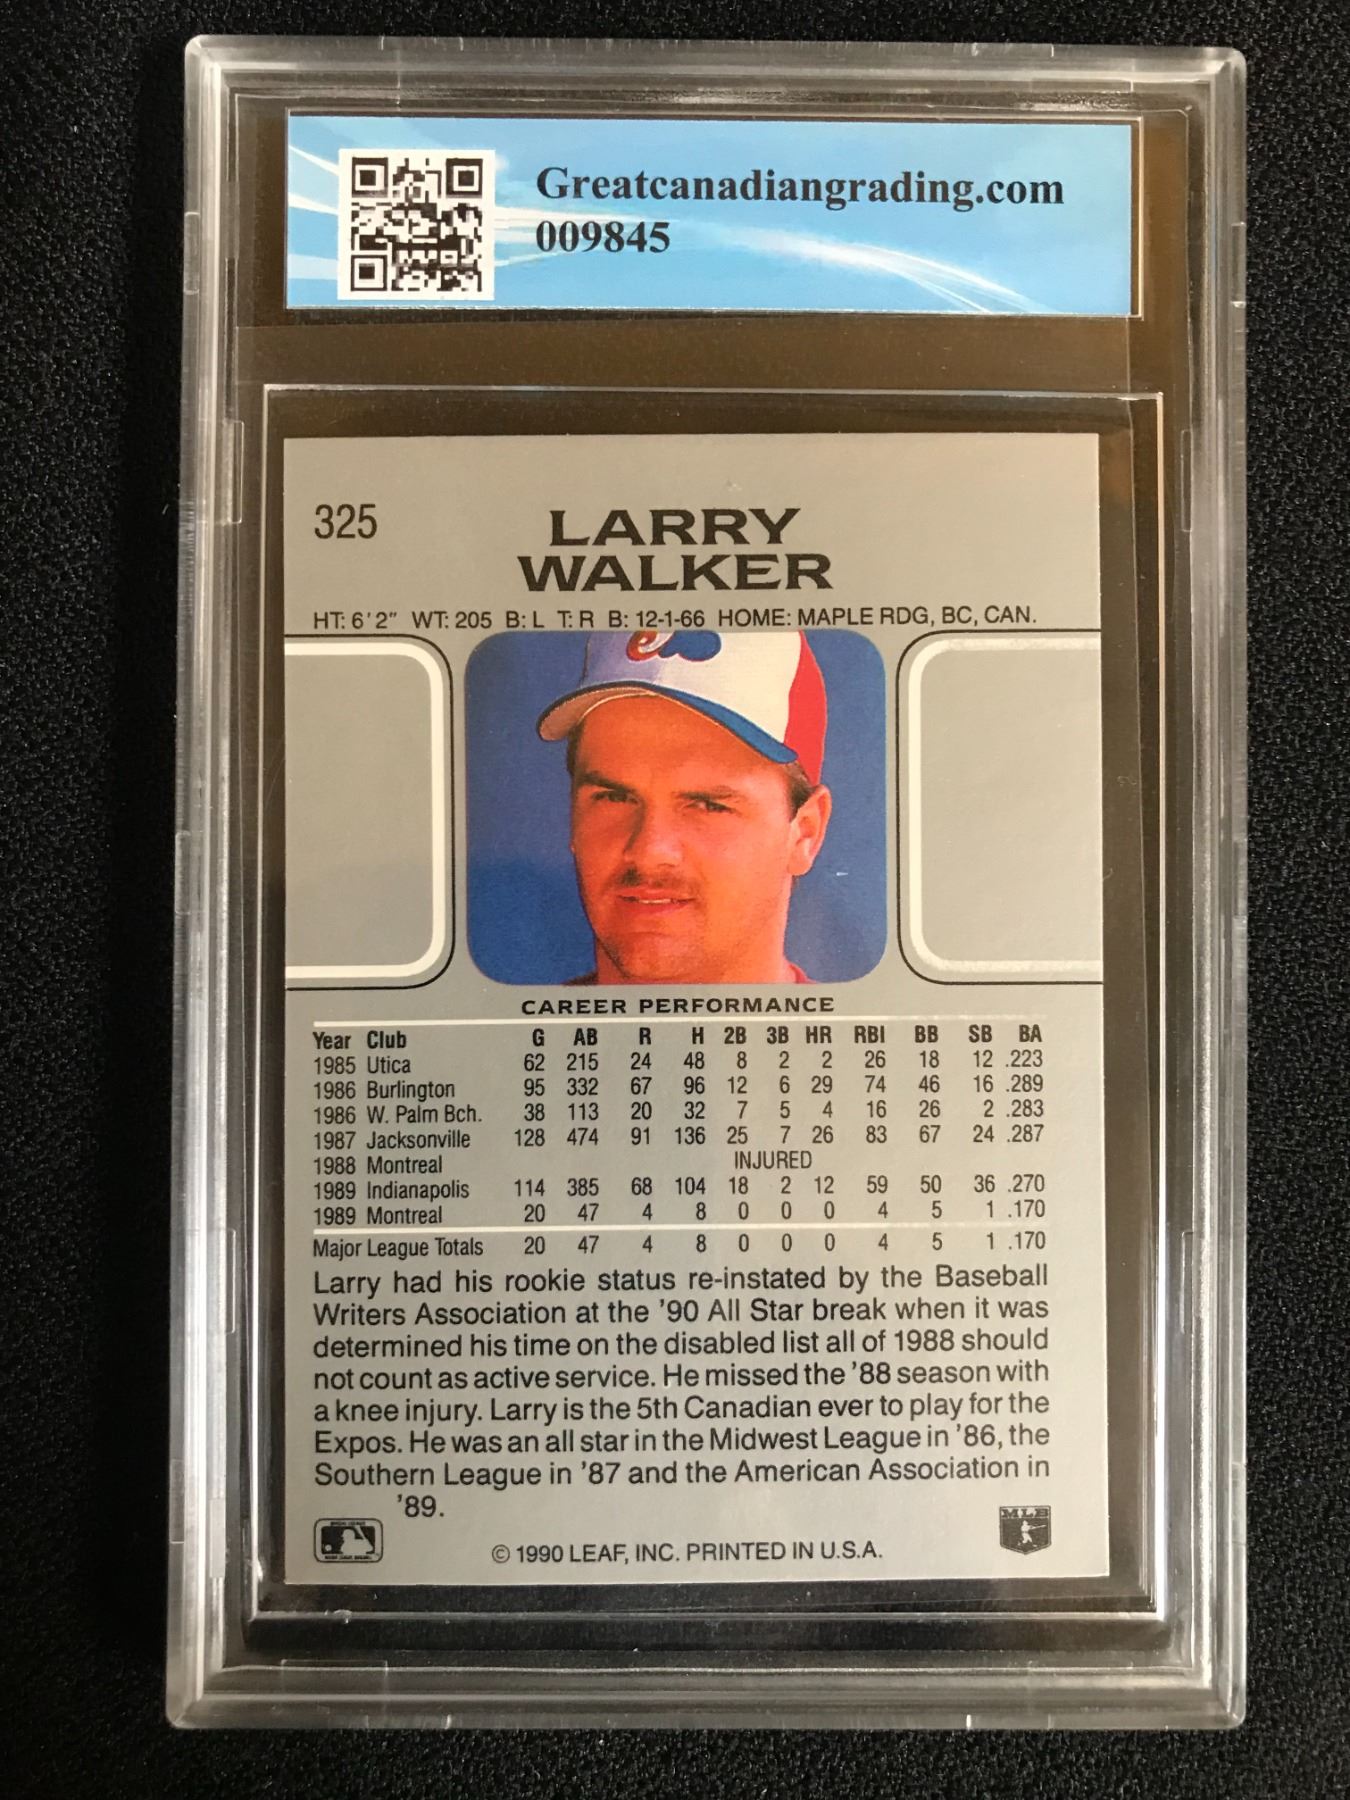 Greatcanadiangrading.com
009845
325
LARRY
WALKER
HT: 6'2" WT: 205 B: L T: R B: 12-1-66 HOME: MAPLE RDG, BC, CAN.
CAREER PERFORMANCE
Year Club G AB R H 2B 3B HR RBI BB SB BA
1985 Utica 62 215 24 48 8 2 2 26 18 12 .223
1986 Burlington 95 332 67 96 12 6 29 74 46 16 .289
1986 W. Palm Bch. 38 113 20 32 7 5 4 16 26 2 .283
1987 Jacksonville 128 474 91 136 25 7 26 83 67 24 .287
1988 Montreal INJURED
1989 Indianapolis 114 385 68 104 18 2 12 59 50 36 .270
1989 Montreal 20 47 4 8 0 0 0 4 5 1 .170
Major League Totals 20 47 4 8 0 0 0 4 5 1 .170
Larry had his rookie status re-instated by the Baseball
Writers Association at the '90 All Star break when it was
determined his time on the disabled list all of 1988 should
not count as active service. He missed the '88 season with
a knee injury. Larry is the 5th Canadian ever to play for the
Expos. He was an all star in the Midwest League in '86, the
Southern League in '87 and the American Association in
'89.
MLB
© 1990 LEAF, INC. PRINTED IN U.S.A.